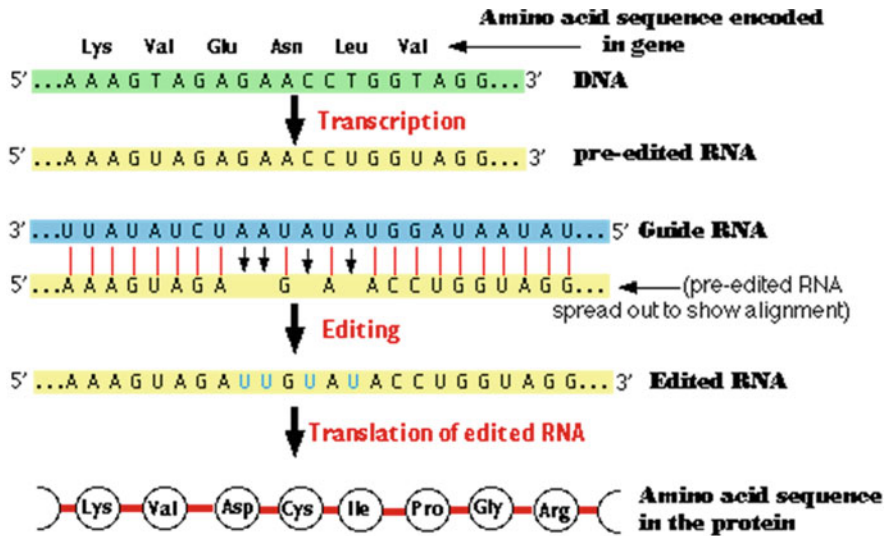 Amino acid sequence encoded
in gene
Lys Val Glu Asn Leu Val
5' ...A A A G T A G A G A A C C T G G T A G G... 3' DNA
Transcription
5' ...A A A G U A G A G A A C C U G G U A G G... 3' pre-edited RNA
3' ...U U A U A U C U A A U A U A U G G A U A A U A U... 5' Guide RNA
5' ...A A A G U A G A G A A C C U G G U A G G... (pre-edited RNA
spread out to show alignment)
Editing
5' ...A A A G U A G A U U G U A U A C C U G G U A G G... 3' Edited RNA
Translation of edited RNA
Lys Val Asp Cys Ile Pro Gly Arg Amino acid sequence
in the protein